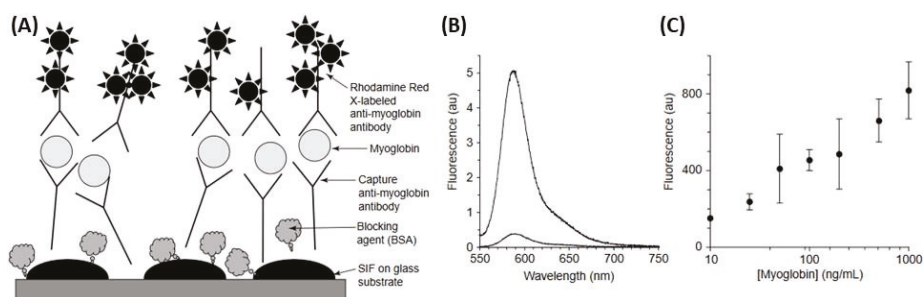 (A)
Rhodamine Red
X-labeled
anti-myoglobin
antibody
Myoglobin
Capture
anti-myoglobin
antibody
Blocking
agent (BSA)
SIF on glass
substrate
(B)
Fluorescence (au)
5
4
3
2
1
0
550
600
650
700
750
Wavelength (nm)
(C)
Fluorescence (au)
800
400
0
10
100
1000
[Myoglobin] (ng/mL)